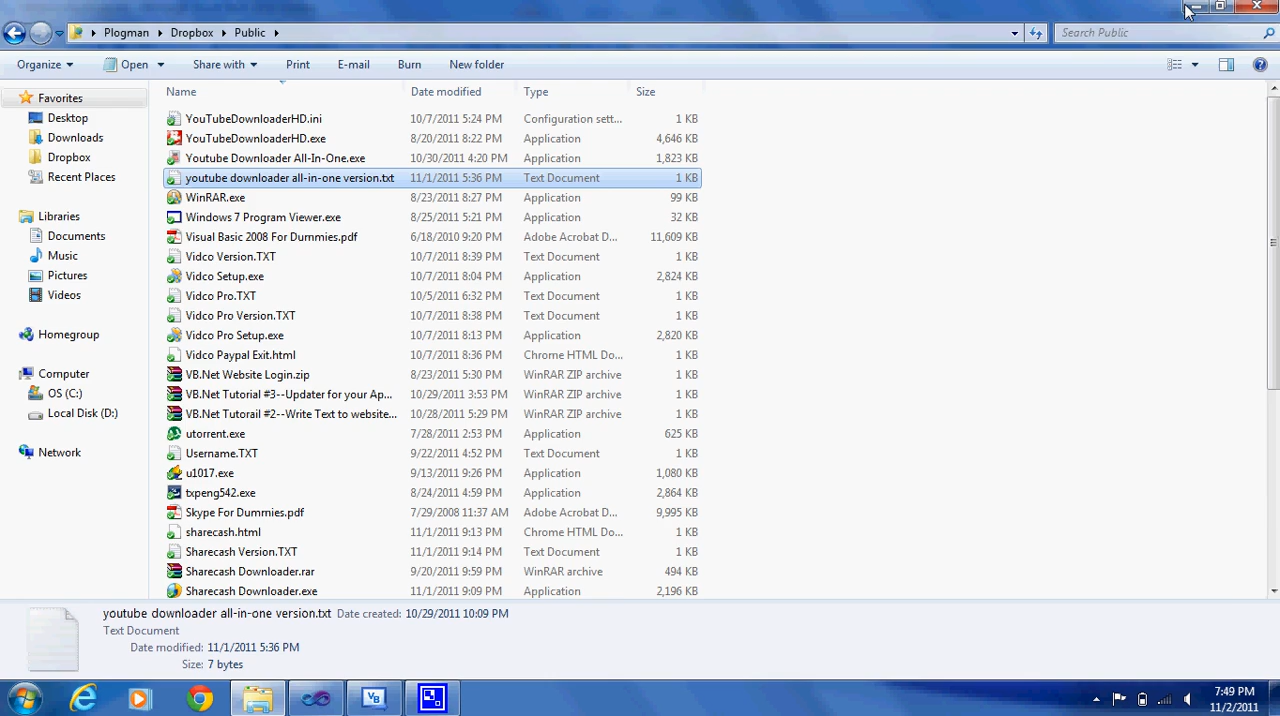 Plogman Dropbox Public Search Public
Organize Open Share with Print E-mail Burn New folder
Name Date modified Type Size
Favorites
Desktop
Downloads
Dropbox
Recent Places
Libraries
Documents
Music
Pictures
Videos
Homegroup
Computer
OS (C:)
Local Disk (D:)
Network
YouTubeDownloaderHD.ini 10/7/2011 5:24 PM Configuration sett... 1 KB
YouTubeDownloaderHD.exe 8/20/2011 8:22 PM Application 4,646 KB
Youtube Downloader All-In-One.exe 10/30/2011 4:20 PM Application 1,823 KB
youtube downloader all-in-one version.txt 11/1/2011 5:36 PM Text Document 1 KB
WinRAR.exe 8/23/2011 8:27 PM Application 99 KB
Windows 7 Program Viewer.exe 8/25/2011 5:21 PM Application 32 KB
Visual Basic 2008 For Dummies.pdf 6/18/2010 9:20 PM Adobe Acrobat D... 11,609 KB
Vidco Version.TXT 10/7/2011 8:39 PM Text Document 1 KB
Vidco Setup.exe 10/7/2011 8:04 PM Application 2,824 KB
Vidco Pro.TXT 10/5/2011 6:32 PM Text Document 1 KB
Vidco Pro Version.TXT 10/7/2011 8:38 PM Text Document 1 KB
Vidco Pro Setup.exe 10/7/2011 8:13 PM Application 2,820 KB
Vidco Paypal Exit.html 10/7/2011 8:36 PM Chrome HTML Do... 1 KB
VB.Net Website Login.zip 8/23/2011 5:30 PM WinRAR ZIP archive 1 KB
VB.Net Tutorial #3--Updater for your Ap... 10/29/2011 3:53 PM WinRAR ZIP archive 1 KB
VB.Net Tutorail #2--Write Text to website... 10/28/2011 5:29 PM WinRAR ZIP archive 1 KB
utorrent.exe 7/28/2011 2:53 PM Application 625 KB
Username.TXT 9/22/2011 4:52 PM Text Document 1 KB
u1017.exe 9/13/2011 9:26 PM Application 1,080 KB
txpeng542.exe 8/24/2011 4:59 PM Application 2,864 KB
Skype For Dummies.pdf 7/29/2008 11:37 AM Adobe Acrobat D... 9,995 KB
sharecash.html 11/1/2011 9:13 PM Chrome HTML Do... 1 KB
Sharecash Version.TXT 11/1/2011 9:14 PM Text Document 1 KB
Sharecash Downloader.rar 9/20/2011 9:59 PM WinRAR archive 494 KB
Sharecash Downloader.exe 11/1/2011 9:09 PM Application 2,196 KB
youtube downloader all-in-one version.txt Date created: 10/29/2011 10:09 PM
Text Document
Date modified: 11/1/2011 5:36 PM
Size: 7 bytes
VB
7:49 PM
11/2/2011